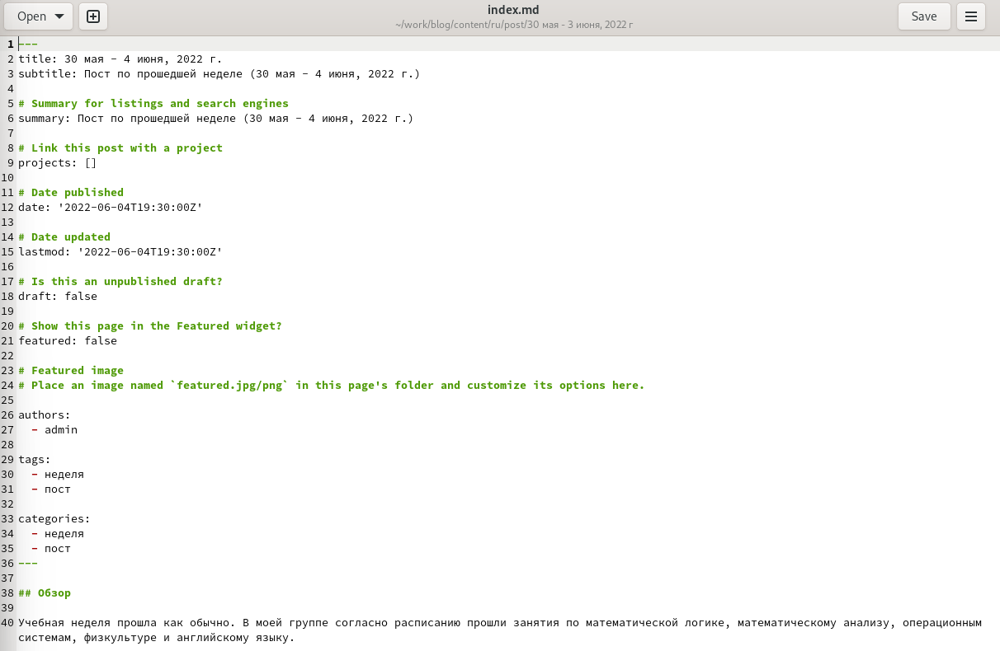 Open
index.md
~/work/blog/content/ru/post/30 мая - 3 июня, 2022 г
Save
1 ---
2 title: 30 мая - 4 июня, 2022 г.
3 subtitle: Пост по прошедшей неделе (30 мая - 4 июня, 2022 г.)
4
5 # Summary for listings and search engines
6 summary: Пост по прошедшей неделе (30 мая - 4 июня, 2022 г.)
7
8 # Link this post with a project
9 projects: []
10
11 # Date published
12 date: '2022-06-04T19:30:00Z'
13
14 # Date updated
15 lastmod: '2022-06-04T19:30:00Z'
16
17 # Is this an unpublished draft?
18 draft: false
19
20 # Show this page in the Featured widget?
21 featured: false
22
23 # Featured image
24 # Place an image named `featured.jpg/png` in this page's folder and customize its options here.
25
26 authors:
27   - admin
28
29 tags:
30   - неделя
31   - пост
32
33 categories:
34   - неделя
35   - пост
36 ---
37
38 ## Обзор
39
40 Учебная неделя прошла как обычно. В моей группе согласно расписанию прошли занятия по математической логике, математическому анализу, операционным
системам, физкультуре и английскому языку.